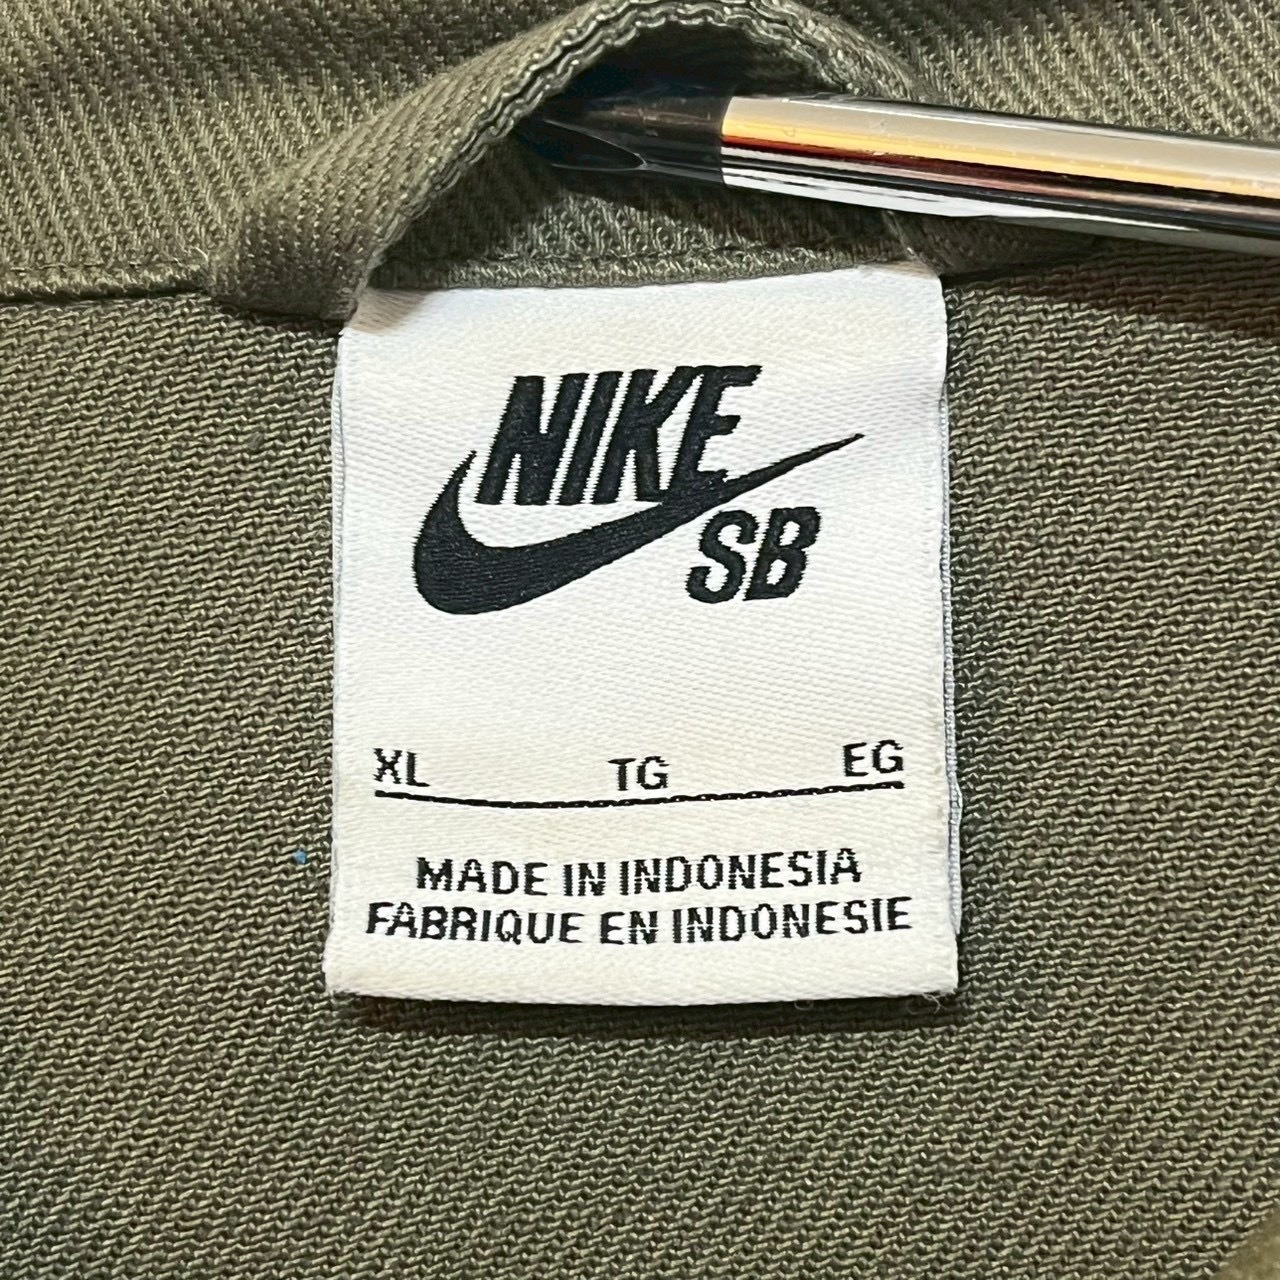 NIKE
SB
XL TG EG
MADE IN INDONESIA
FABRIQUE EN INDONESIE